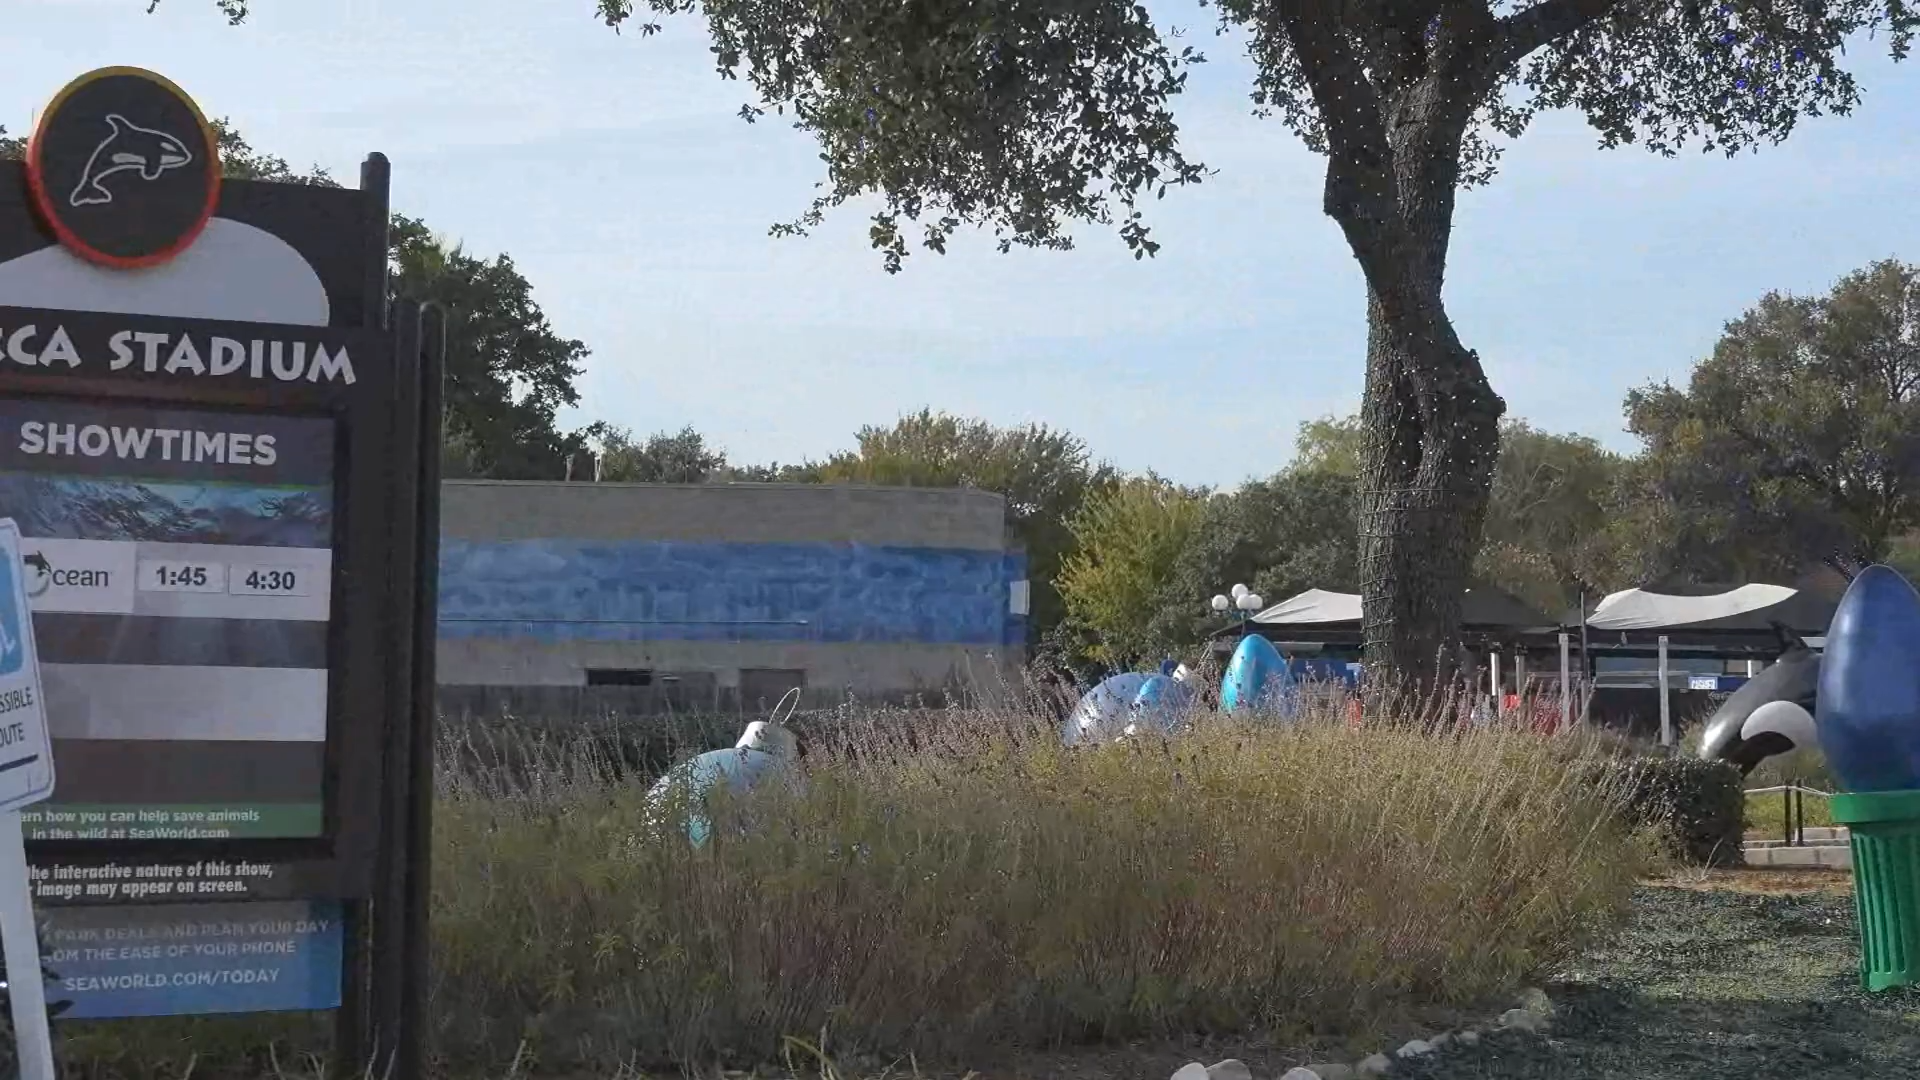 CCA STADIUM
SHOWTIMES
cean 1:45 4:30
SSIBLE
OUTE
arn how you can help save animals
in the wild at SeaWorld.com
the interactive nature of this show,
image may appear on screen.
PARK DEALS AND PLAN YOUR DAY
OM THE EASE OF YOUR PHONE
SEAWORLD.COM/TODAY